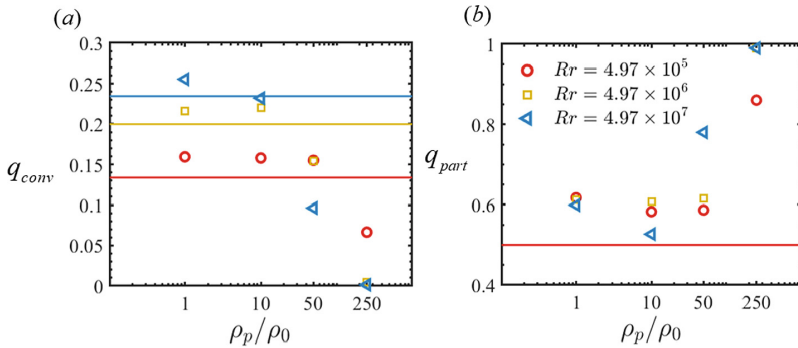 (a)
(b)
0.3
0.25
0.2
0.15
0.1
0.05
0
q_conv
1 10 50 250
ρ_p/ρ_0
1
0.8
0.6
0.4
q_part
Rr = 4.97 × 10^5
Rr = 4.97 × 10^6
Rr = 4.97 × 10^7
1 10 50 250
ρ_p/ρ_0